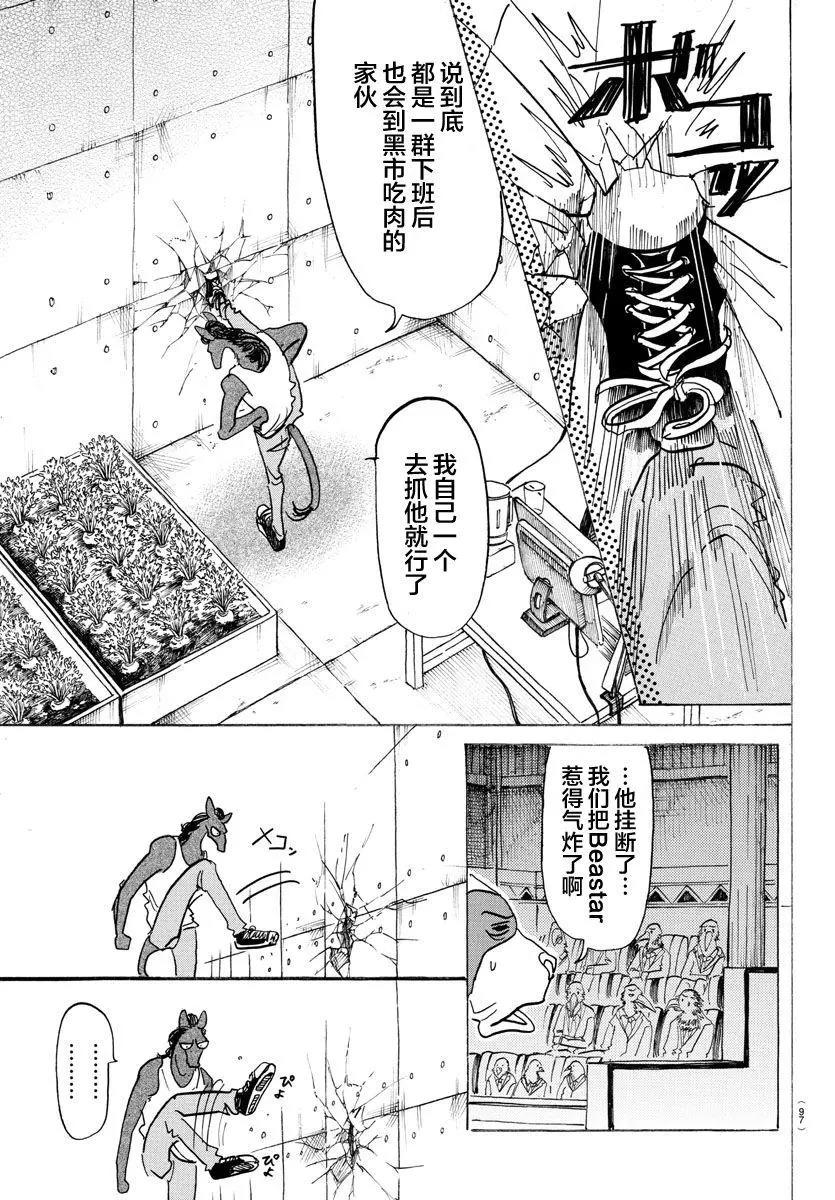 ボコッ
说到底
都是一群下班后
也会到黑市吃肉的
家伙
我自己一个
去抓他就行了
…他挂断了…
我们把Beastar
惹得气炸了啊
メコッ
………
ぴょ
ぴょ
(97)